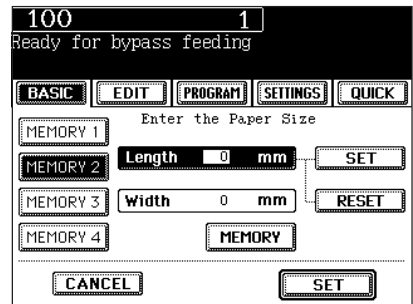 100 1
Ready for bypass feeding
BASIC EDIT PROGRAM SETTINGS QUICK
Enter the Paper Size
MEMORY 1
MEMORY 2 Length 0 mm SET
MEMORY 3 Width 0 mm RESET
MEMORY 4 MEMORY
CANCEL SET